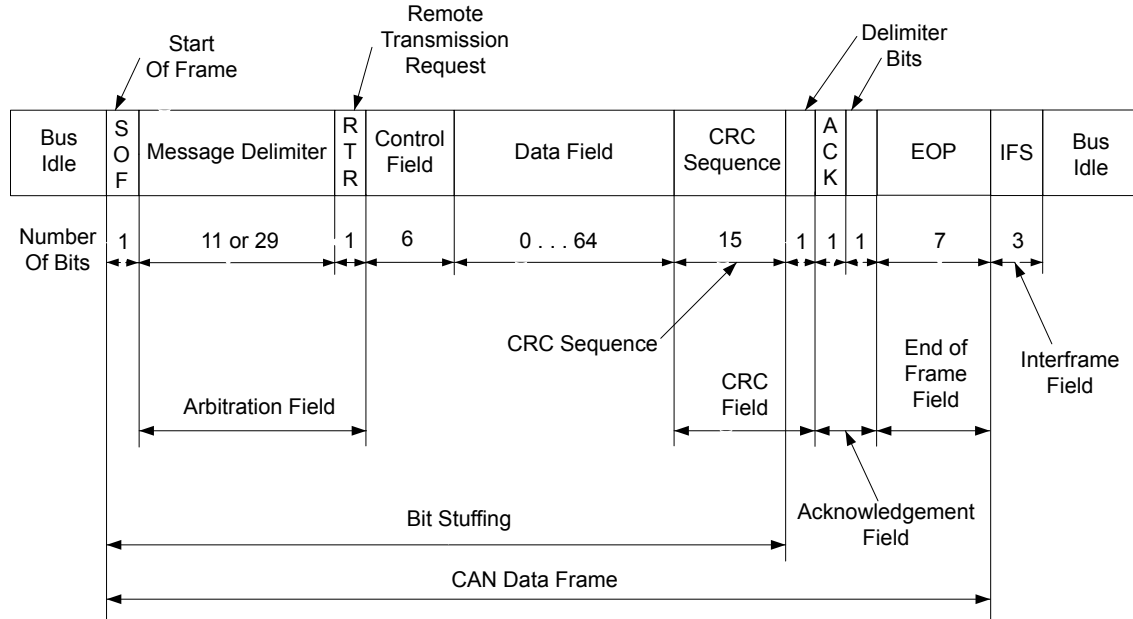 Start
Of Frame
Remote
Transmission
Request
Delimiter
Bits
Bus
Idle
S
O
F
Message Delimiter
R
T
R
Control
Field
Data Field
CRC
Sequence
A
C
K
EOP
IFS
Bus
Idle
Number
Of Bits
1
11 or 29
1
6
0 . . . 64
15
1
1
1
7
3
CRC Sequence
End of
Frame
Field
Interframe
Field
Arbitration Field
CRC
Field
Acknowledgement
Field
Bit Stuffing
CAN Data Frame